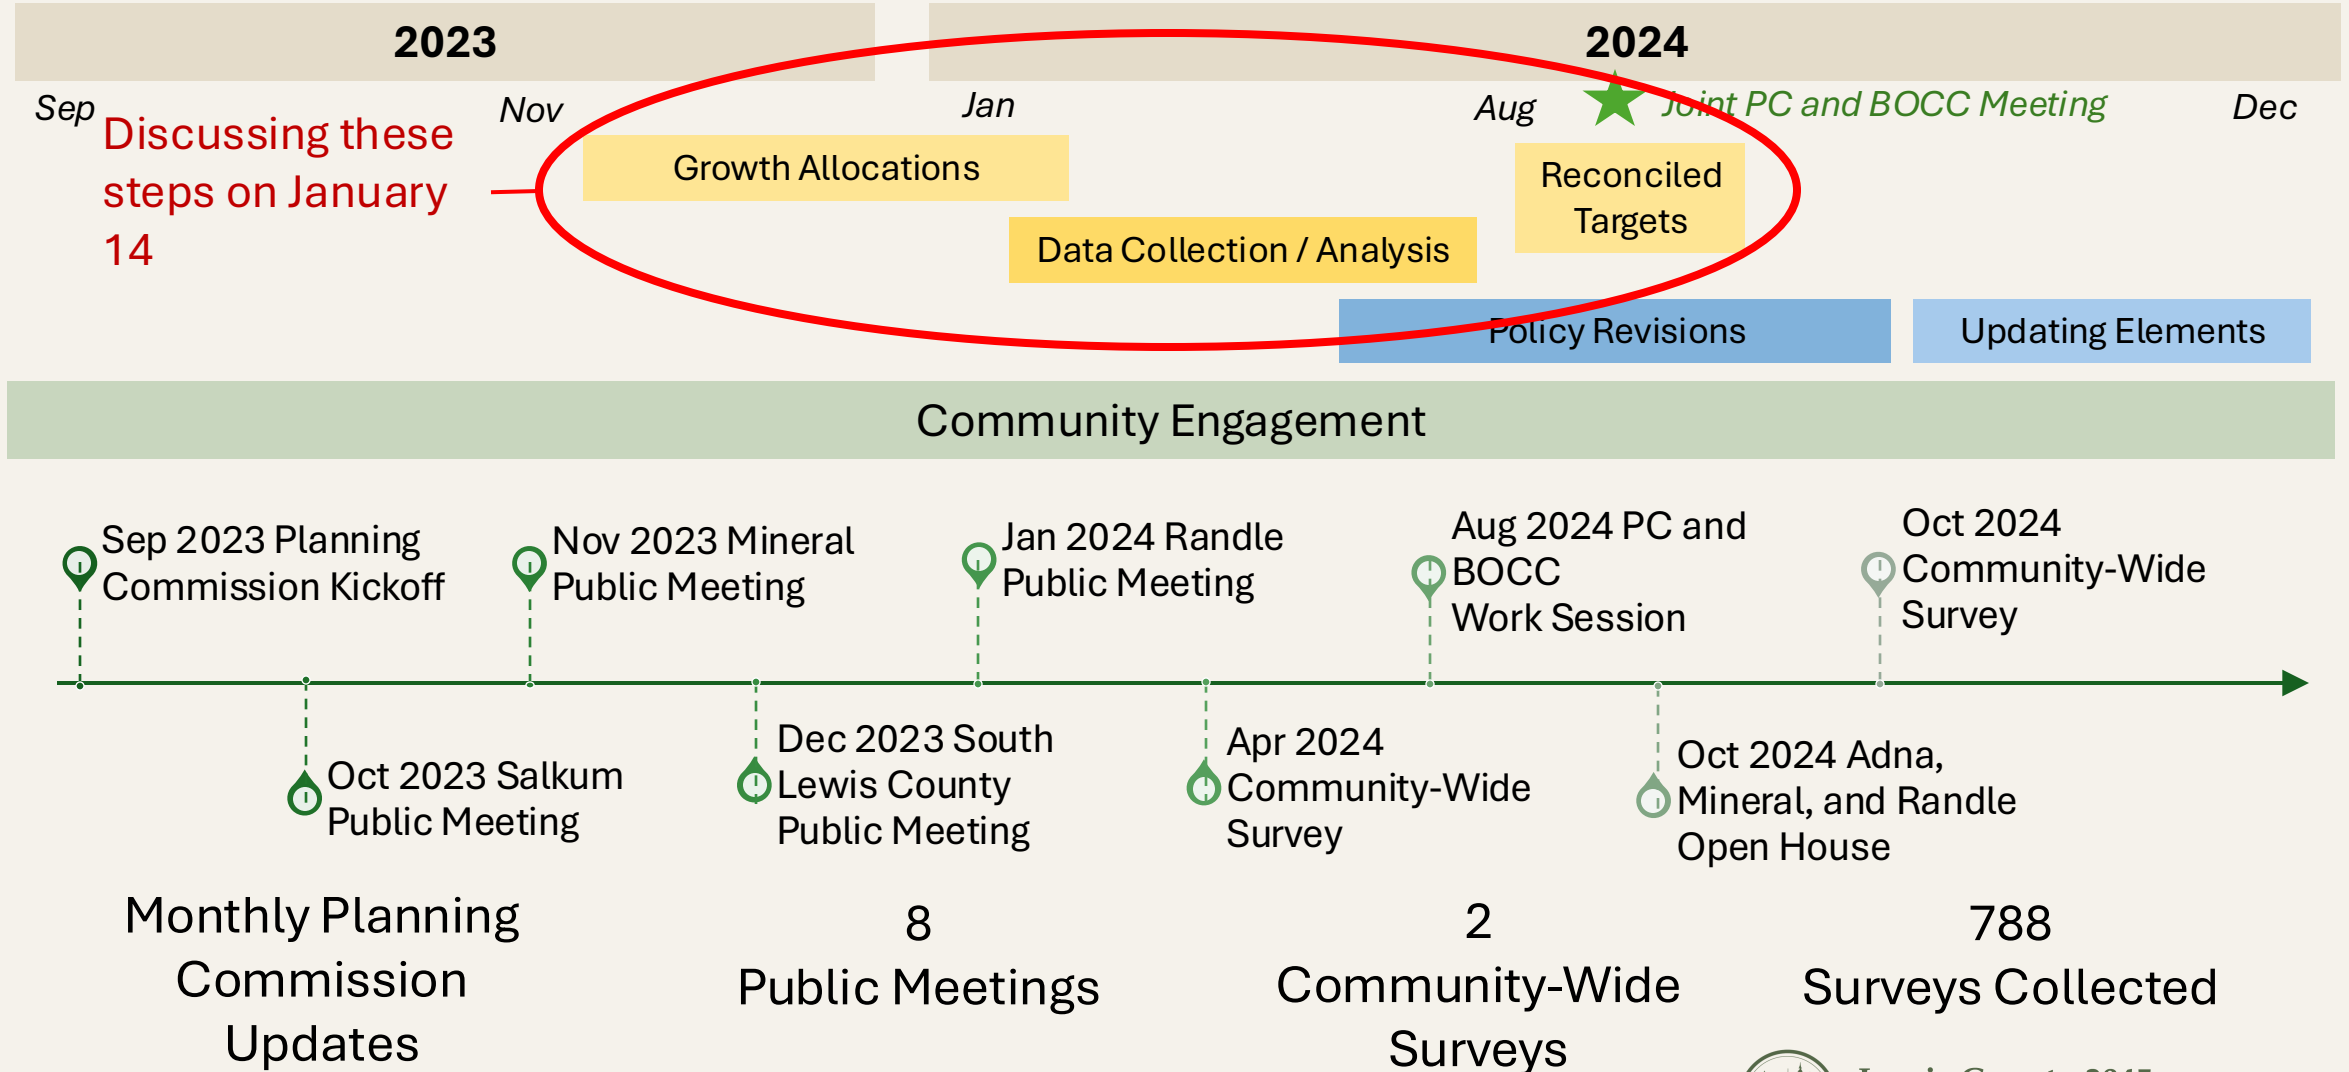 2023
2024
Sep
Nov
Jan
Aug
Joint PC and BOCC Meeting
Dec
Discussing these
steps on January
14
Growth Allocations
Reconciled
Targets
Data Collection / Analysis
Policy Revisions
Updating Elements
Community Engagement
Sep 2023 Planning
Commission Kickoff
Nov 2023 Mineral
Public Meeting
Jan 2024 Randle
Public Meeting
Aug 2024 PC and
BOCC
Work Session
Oct 2024
Community-Wide
Survey
Oct 2023 Salkum
Public Meeting
Dec 2023 South
Lewis County
Public Meeting
Apr 2024
Community-Wide
Survey
Oct 2024 Adna,
Mineral, and Randle
Open House
Monthly Planning
Commission
Updates
8
Public Meetings
2
Community-Wide
Surveys
788
Surveys Collected